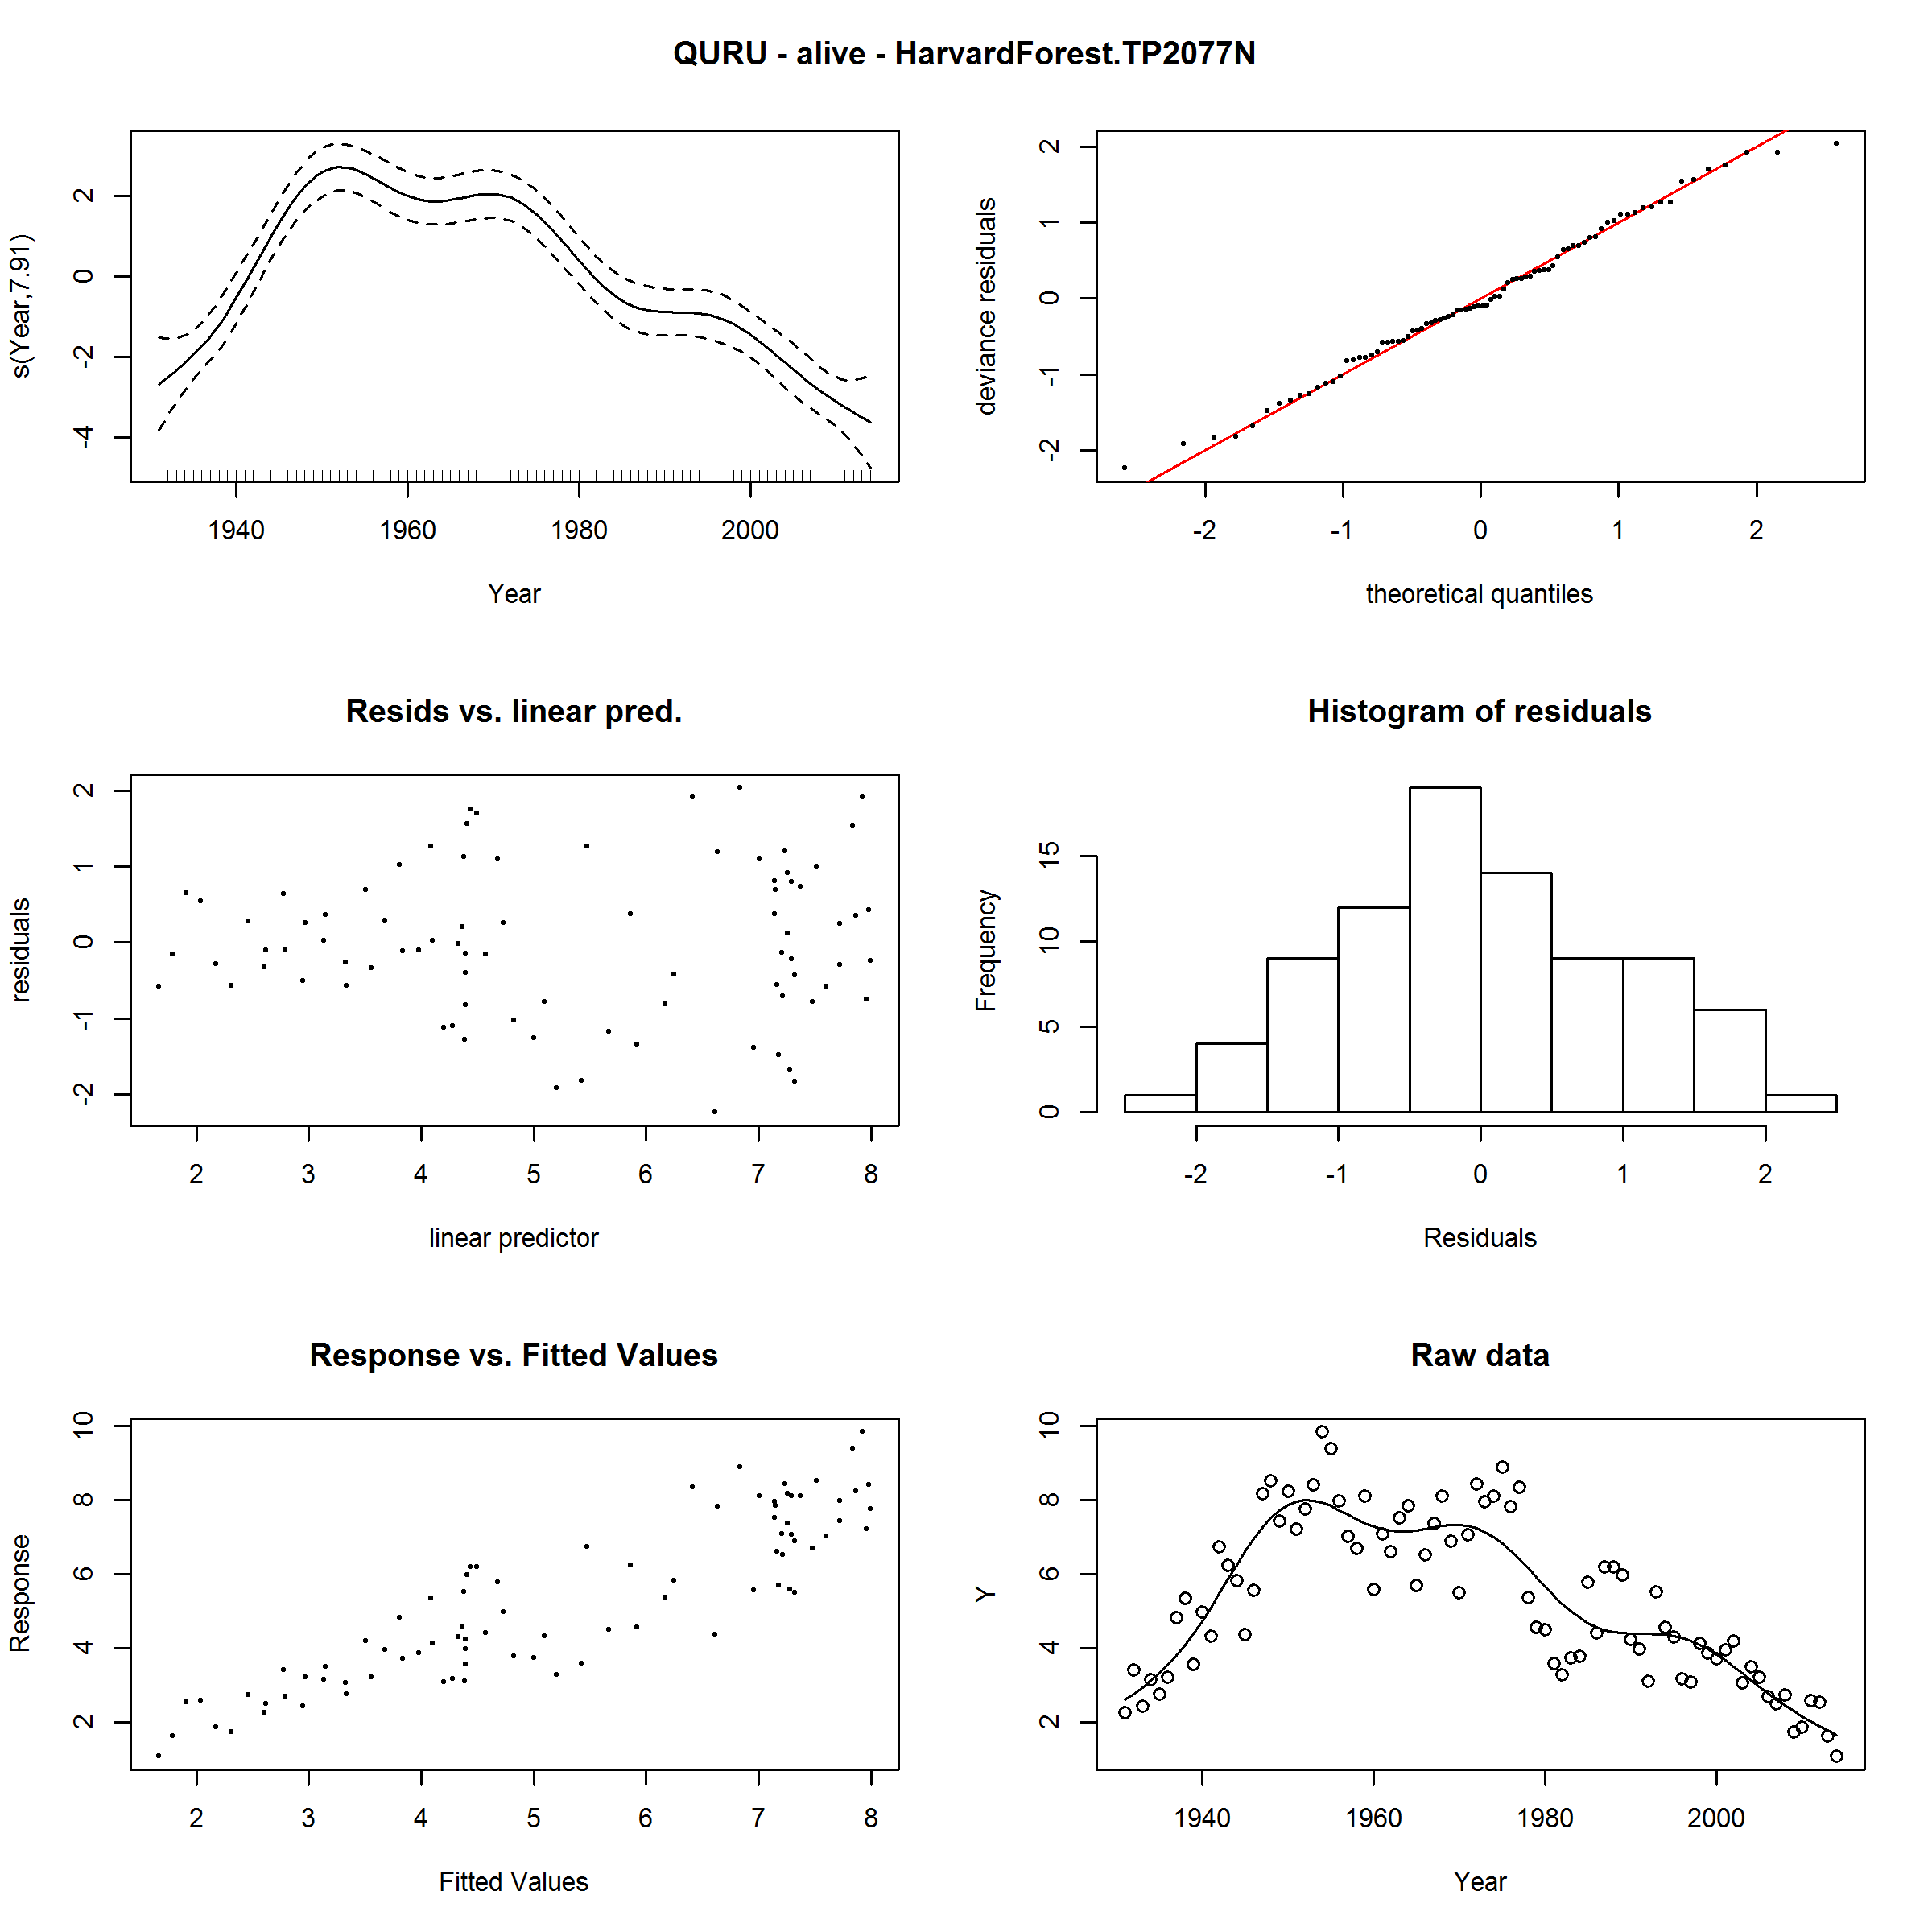 QURU - alive - HarvardForest.TP2077N
s(Year,7.91)
2
0
-2
-4
1940 1960 1980 2000
Year
deviance residuals
2
1
0
-1
-2
-2 -1 0 1 2
theoretical quantiles
Resids vs. linear pred.
residuals
2
1
0
-1
-2
2 3 4 5 6 7 8
linear predictor
Histogram of residuals
Frequency
15
10
5
0
-2 -1 0 1 2
Residuals
Response vs. Fitted Values
Response
10
8
6
4
2
2 3 4 5 6 7 8
Fitted Values
Raw data
Y
10
8
6
4
2
1940 1960 1980 2000
Year